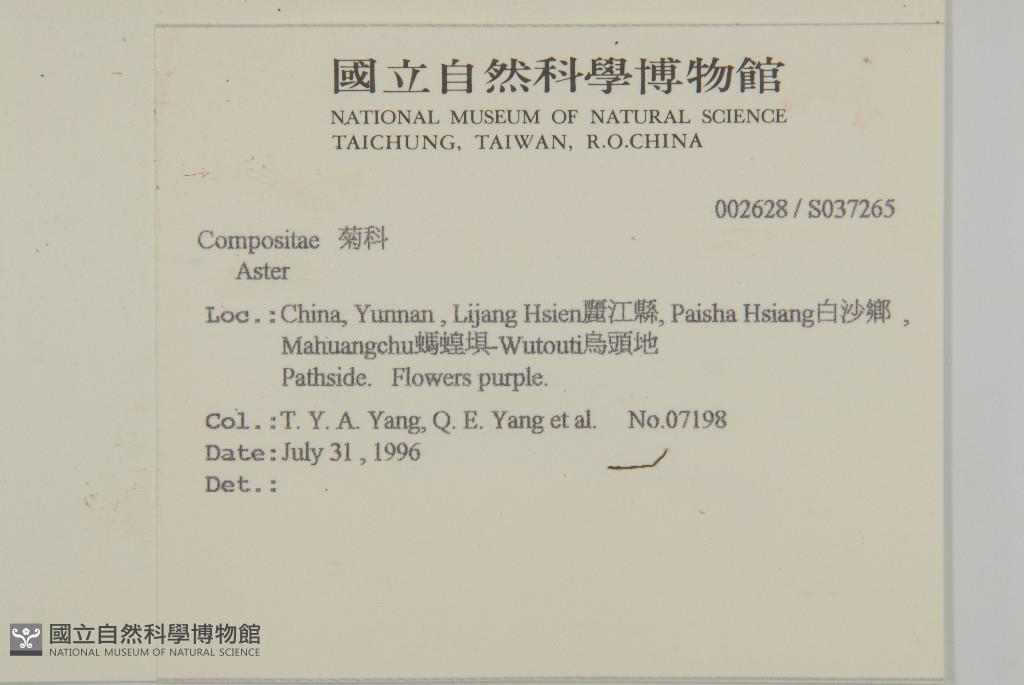 國立自然科學博物館
NATIONAL MUSEUM OF NATURAL SCIENCE
TAICHUNG, TAIWAN, R.O.CHINA
002628 / S037265
Compositae 菊科
Aster
Loc.: China, Yunnan , Lijang Hsien麗江縣, Paisha Hsiang白沙鄉 ,
Mahuangchu螞蝗埧-Wutouti烏頭地
Pathside. Flowers purple.
Col.: T. Y. A. Yang, Q. E. Yang et al. No.07198
Date: July 31 , 1996
Det.:
國立自然科學博物館
NATIONAL MUSEUM OF NATURAL SCIENCE